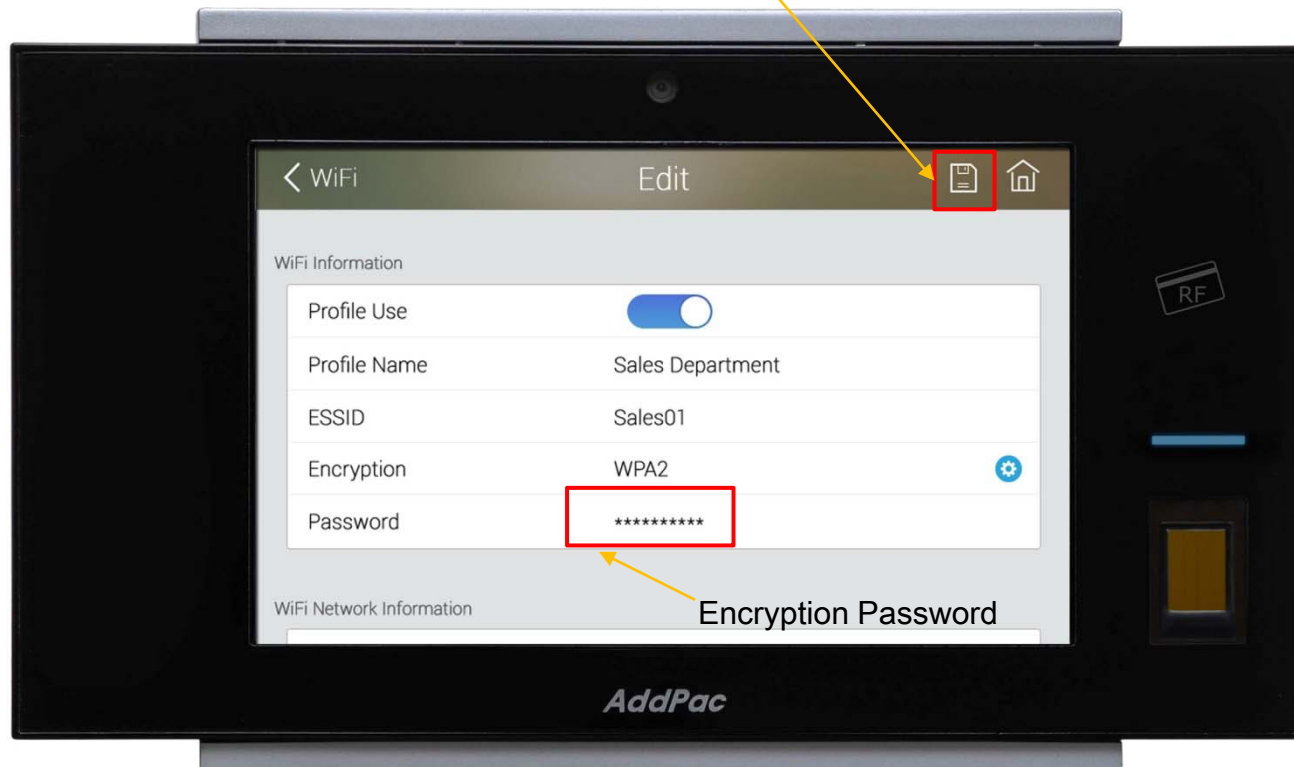 WiFi Edit
WiFi Information
RF
Profile Use
Profile Name Sales Department
ESSID Sales01
Encryption WPA2
Password **********
WiFi Network Information
Encryption Password
AddPac